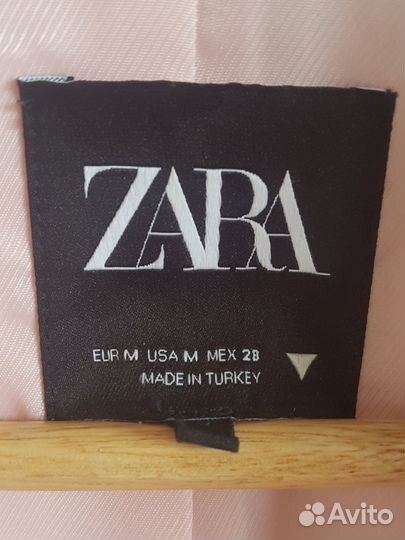 ZARA
EUR M USA M MEX 28
MADE IN TURKEY
Avito